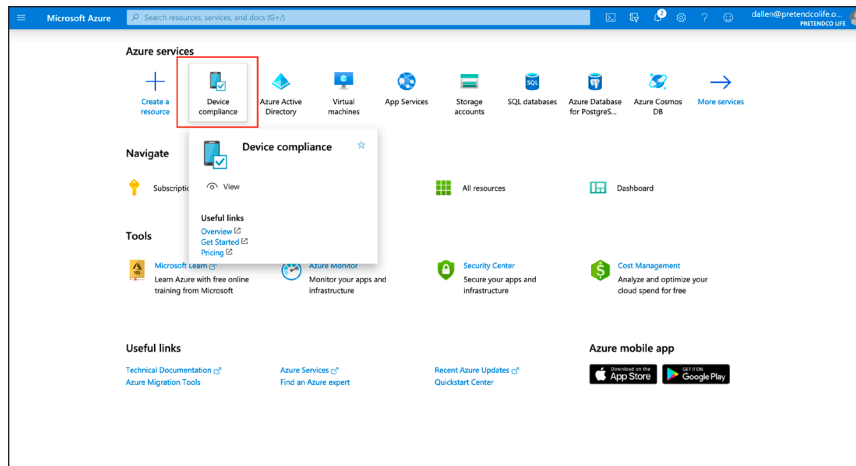 Microsoft Azure
Search resources, services, and docs (G+/)
2
dallen@pretendcolife.o...
PRETENDCO LIFE
Azure services
Create a
resource
Device
compliance
Azure Active
Directory
Virtual
machines
App Services
Storage
accounts
SQL
SQL databases
Azure Database
for PostgreS...
Azure Cosmos
DB
More services
Device compliance
View
Useful links
Overview
Get Started
Pricing
Navigate
Subscriptio
All resources
Dashboard
Tools
Microsoft Learn
Learn Azure with free online
training from Microsoft
Azure Monitor
Monitor your apps and
infrastructure
Security Center
Secure your apps and
infrastructure
Cost Management
Analyze and optimize your
cloud spend for free
Useful links
Technical Documentation
Azure Migration Tools
Azure Services
Find an Azure expert
Recent Azure Updates
Quickstart Center
Azure mobile app
Download on the
App Store
GET IT ON
Google Play